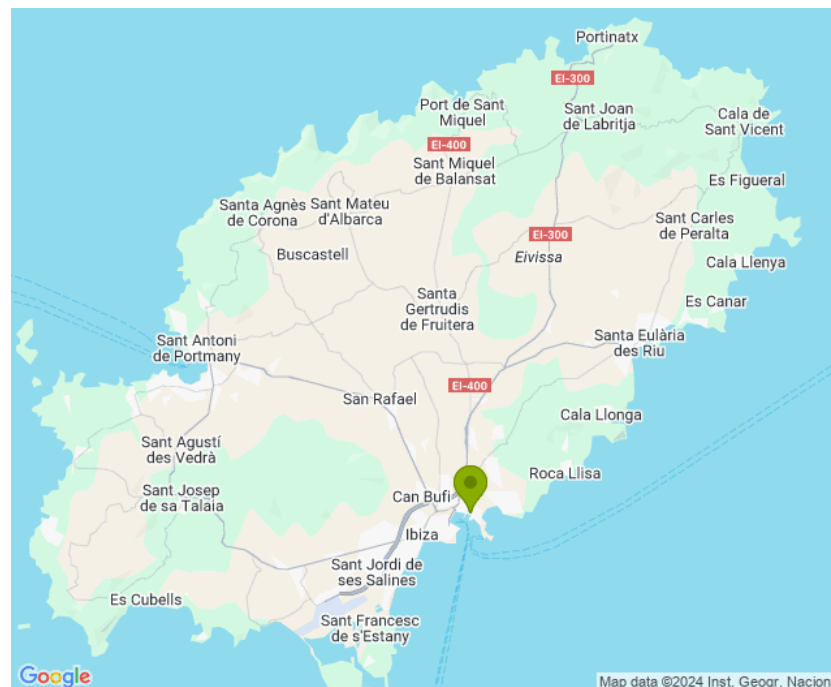 Portinatx
EI-300
Port de Sant
Miquel
Sant Joan
de Labritja
Cala de
Sant Vicent
EI-400
Sant Miquel
de Balansat
Es Figueral
Santa Agnès
de Corona
Sant Mateu
d'Albarca
Sant Carles
de Peralta
EI-300
Buscastell
Eivissa
Cala Llenya
Santa
Gertrudis
de Fruitera
Es Canar
Sant Antoni
de Portmany
Santa Eulària
des Riu
EI-400
San Rafael
Cala Llonga
Sant Agustí
des Vedrà
Roca Llisa
Sant Josep
de sa Talaia
Can Bufi
Ibiza
Sant Jordi de
ses Salines
Es Cubells
Sant Francesc
de s'Estany
Google
Map data ©2024 Inst. Geogr. Nacion